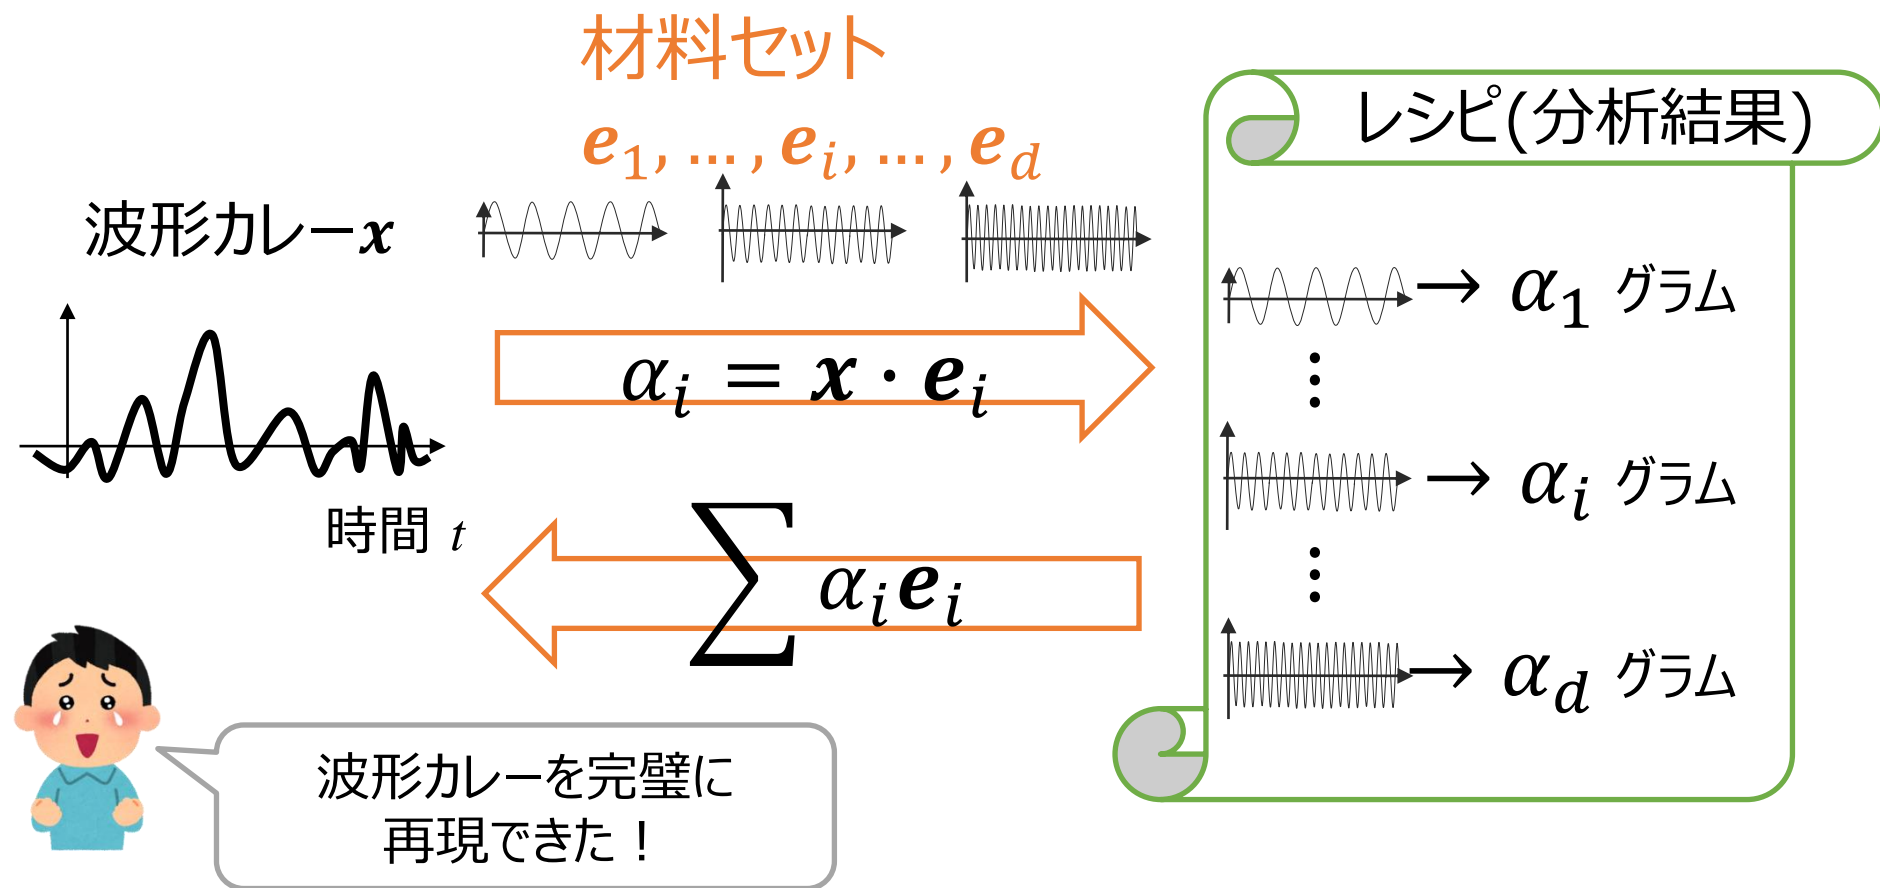 材料セット
e₁, … , eᵢ, … , e_d
波形カレーx
時間 t
αᵢ = x · eᵢ
∑ αᵢeᵢ
レシピ(分析結果)
→ α₁ グラム
⋮
→ αᵢ グラム
⋮
→ α_d グラム
波形カレーを完璧に
再現できた！